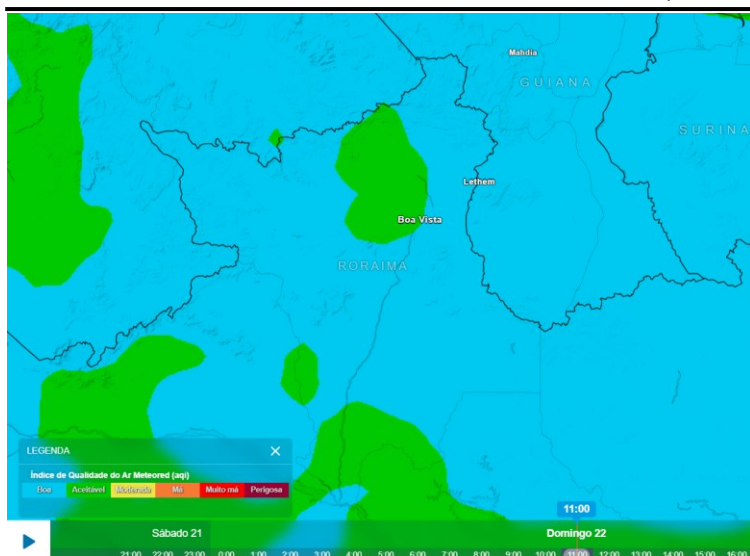 Mahdia
GUIANA
SURINA
Lethem
Boa Vista
RORAIMA
LEGENDA
Índice de Qualidade do Ar Meteored (aqi)
Boa Aceitável Moderada Má Muito má Perigosa
11:00
Sábado 21 Domingo 22
21:00 22:00 23:00 0:00 1:00 2:00 3:00 4:00 5:00 6:00 7:00 8:00 9:00 10:00 11:00 12:00 13:00 14:00 15:00 16:00